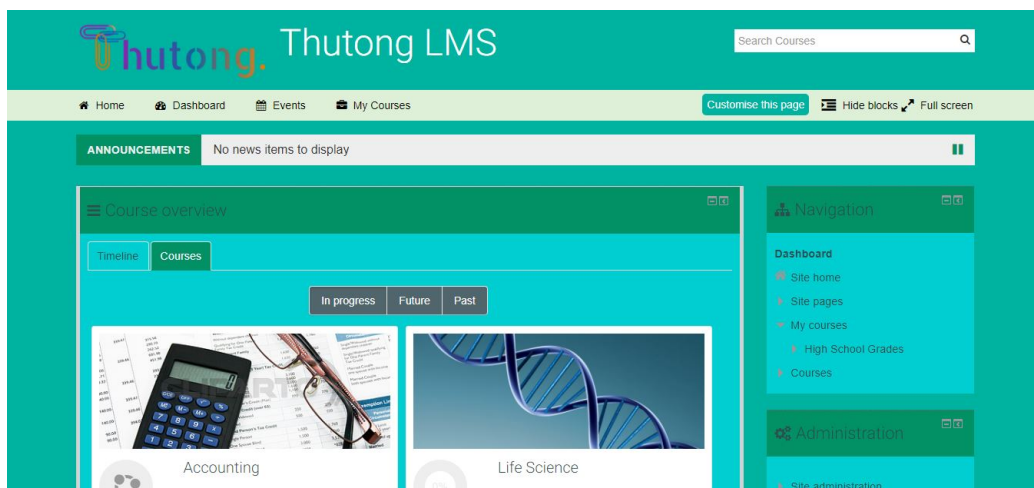 Thutong. Thutong LMS
Search Courses
Home Dashboard Events My Courses
Customise this page Hide blocks Full screen
ANNOUNCEMENTS No news items to display
Course overview
Timeline Courses
In progress Future Past
Accounting
Life Science
Navigation
Dashboard
Site home
Site pages
My courses
High School Grades
Courses
Administration
Site administration